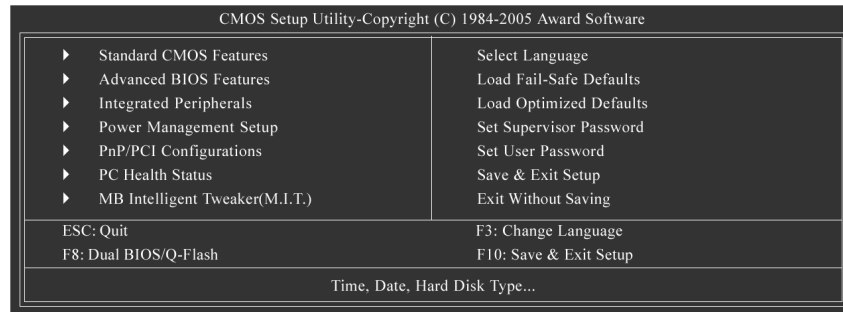 CMOS Setup Utility-Copyright (C) 1984-2005 Award Software
Standard CMOS Features
Advanced BIOS Features
Integrated Peripherals
Power Management Setup
PnP/PCI Configurations
PC Health Status
MB Intelligent Tweaker(M.I.T.)
Select Language
Load Fail-Safe Defaults
Load Optimized Defaults
Set Supervisor Password
Set User Password
Save & Exit Setup
Exit Without Saving
ESC: Quit
F8: Dual BIOS/Q-Flash
F3: Change Language
F10: Save & Exit Setup
Time, Date, Hard Disk Type...